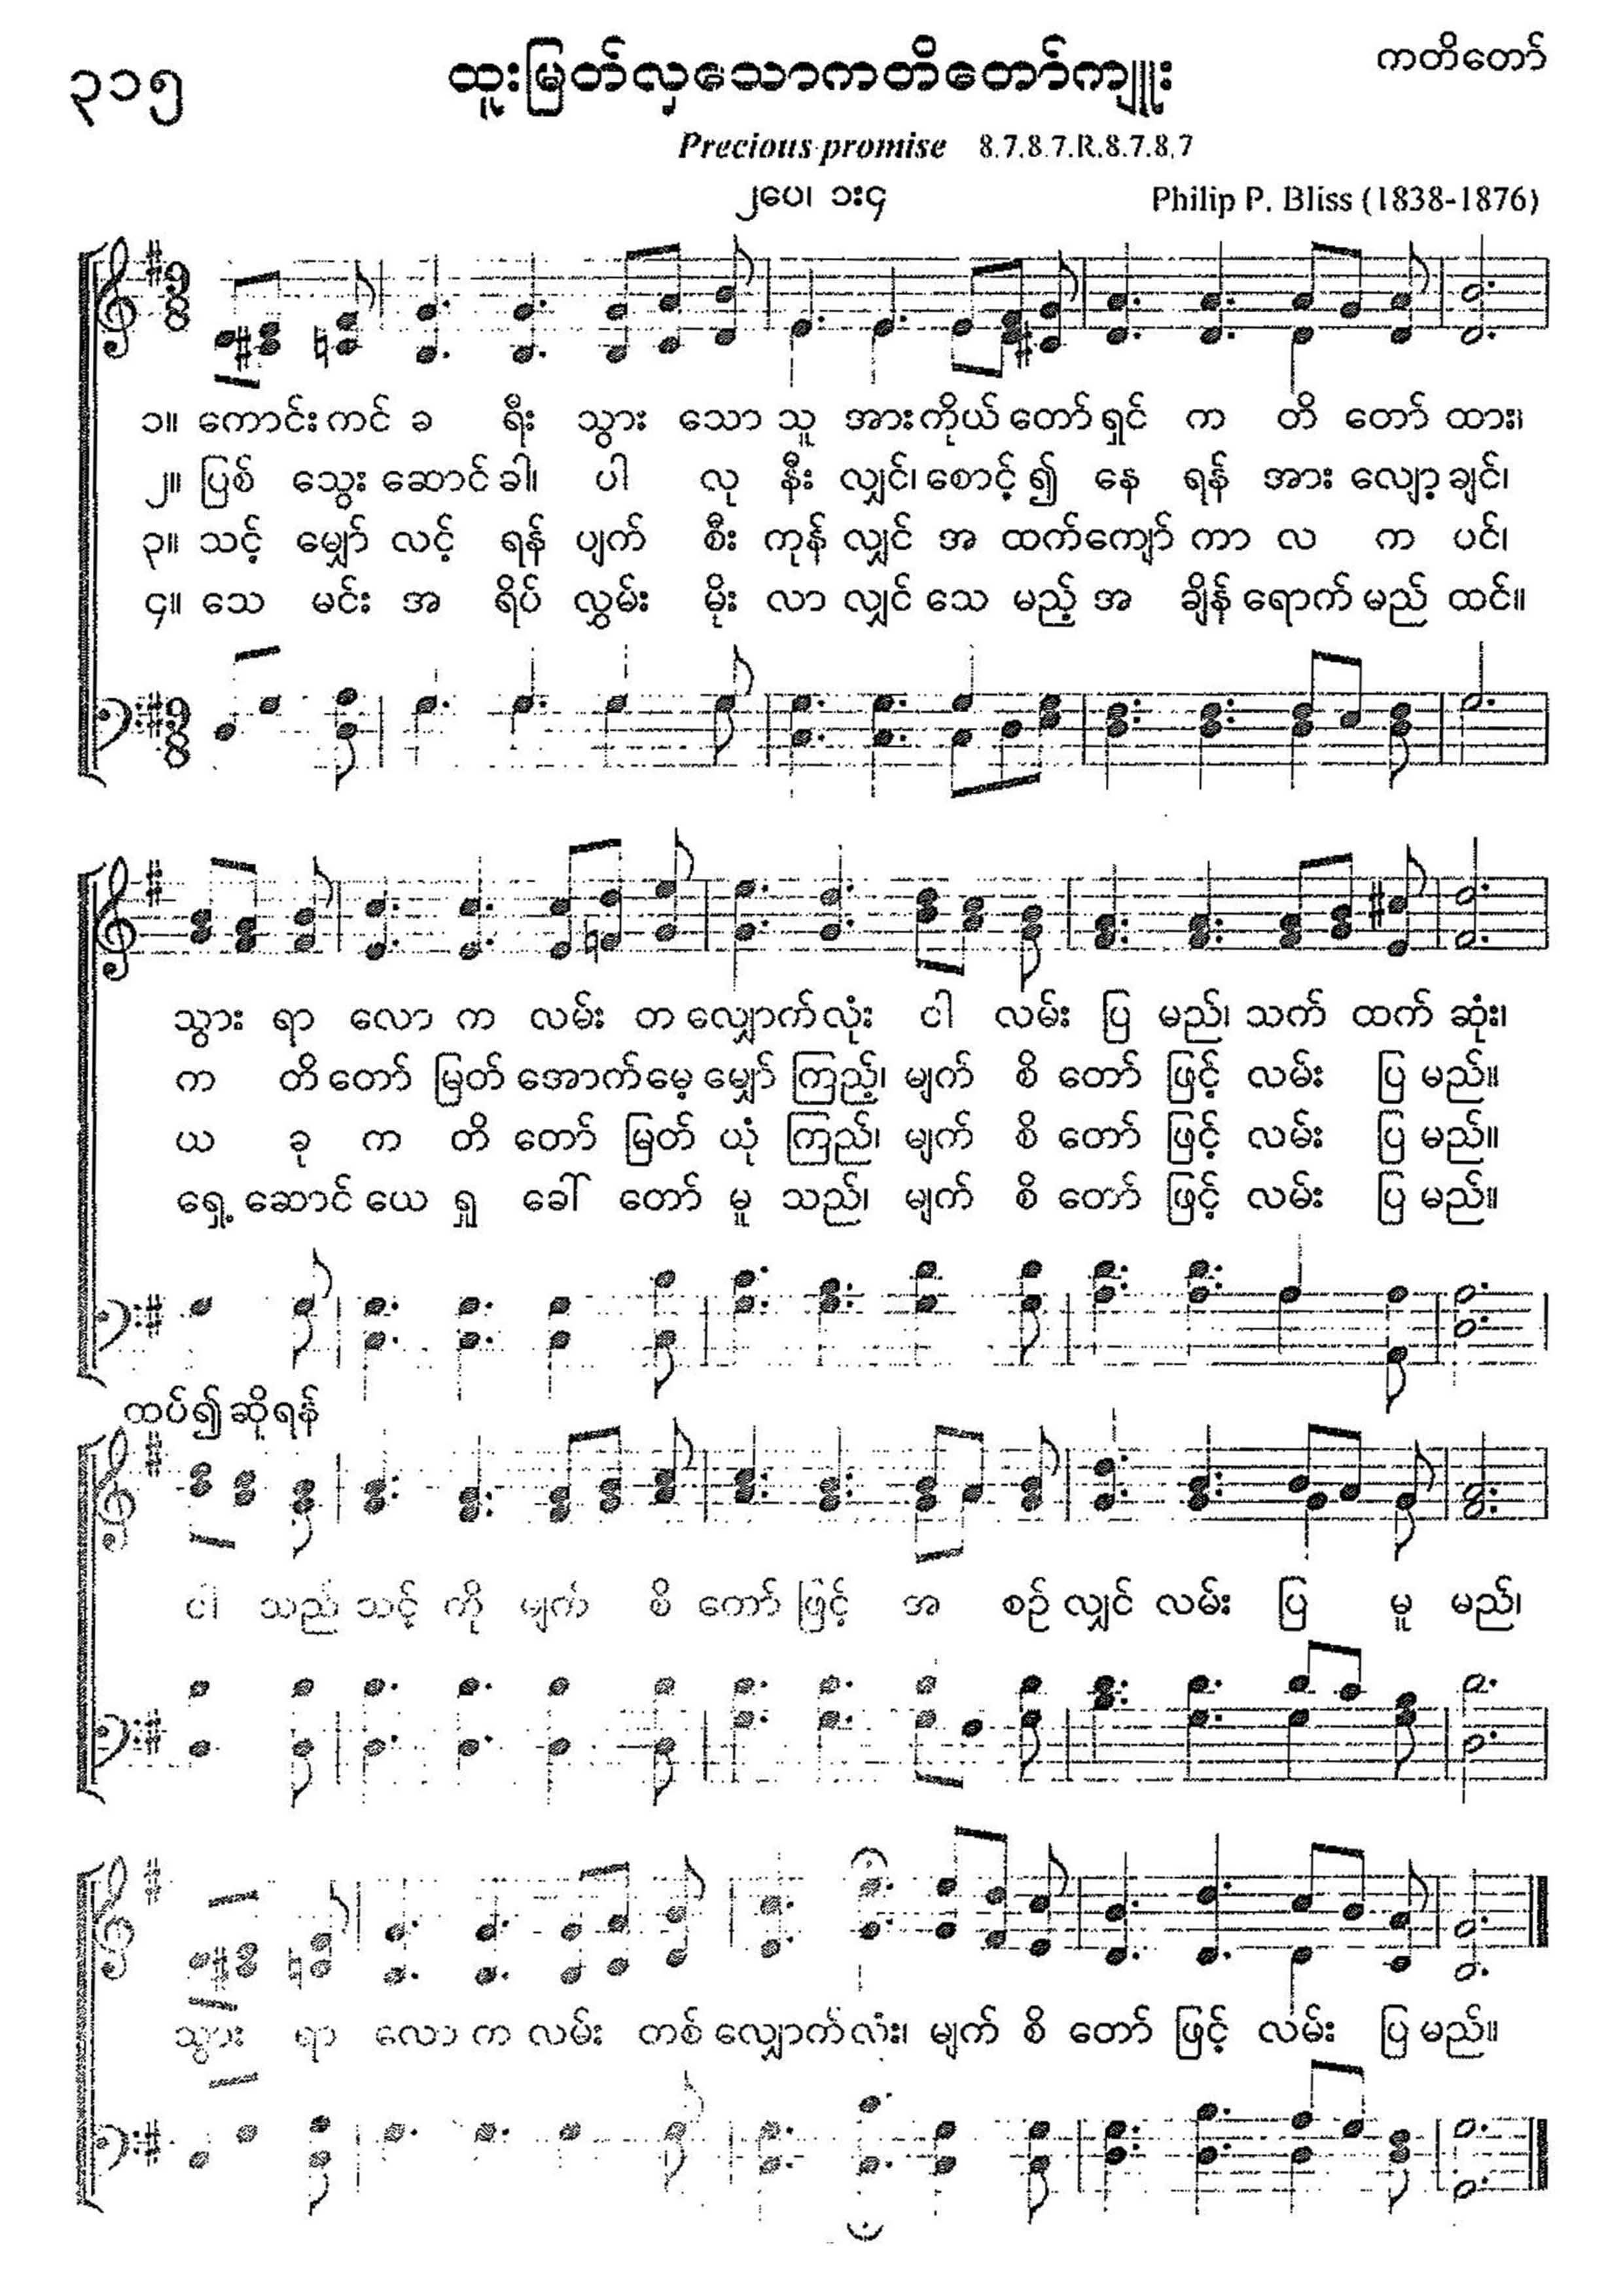 ၃၁၅
ထူးမြတ်လှသောကတိတော်ကျူး
ကတိတော်
Precious promise 8.7.8.7.R.8.7.8.7
၂ပေ၊ ၁း၄
Philip P. Bliss (1838-1876)
၁။ ကောင်း ကင် ခ ရီး သွား သော သူ အား ကိုယ် တော် ရှင် က တိ တော် ထား၊
၂။ ပြစ် သွေး ဆောင် ခါ၊ ပါ လု နီး လျှင်၊ စောင့် ၍ နေ ရန် အား လျော့ ချင်၊
၃။ သင့် မျှော် လင့် ရန် ပျက် စီး ကုန် လျှင် အ ထက် ကျော် ကာ လ က ပင်၊
၄။ သေ မင်း အ ရိပ် လွှမ်း မိုး လာ လျှင် သေ မည့် အ ချိန် ရောက် မည် ထင်။
သွား ရာ လော က လမ်း တ လျှောက် လုံး ငါ လမ်း ပြ မည်၊ သက် ထက် ဆုံး၊
က တိ တော် မြတ် အောက် မေ့ မျှော် ကြည့်၊ မျက် စိ တော် ဖြင့် လမ်း ပြ မည်။
ယ ခု က တိ တော် မြတ် ယုံ ကြည်၊ မျက် စိ တော် ဖြင့် လမ်း ပြ မည်။
ရှေ့ ဆောင် ယေ ရှု ခေါ် တော် မူ သည်၊ မျက် စိ တော် ဖြင့် လမ်း ပြ မည်။
ထပ်၍ဆိုရန်
ငါ သည် သင့် ကို မျက် စိ တော် ဖြင့် အ စဉ် လျှင် လမ်း ပြ မူ မည်၊
သွား ရာ လော က လမ်း တစ် လျှောက် လုံး၊ မျက် စိ တော် ဖြင့် လမ်း ပြ မည်။